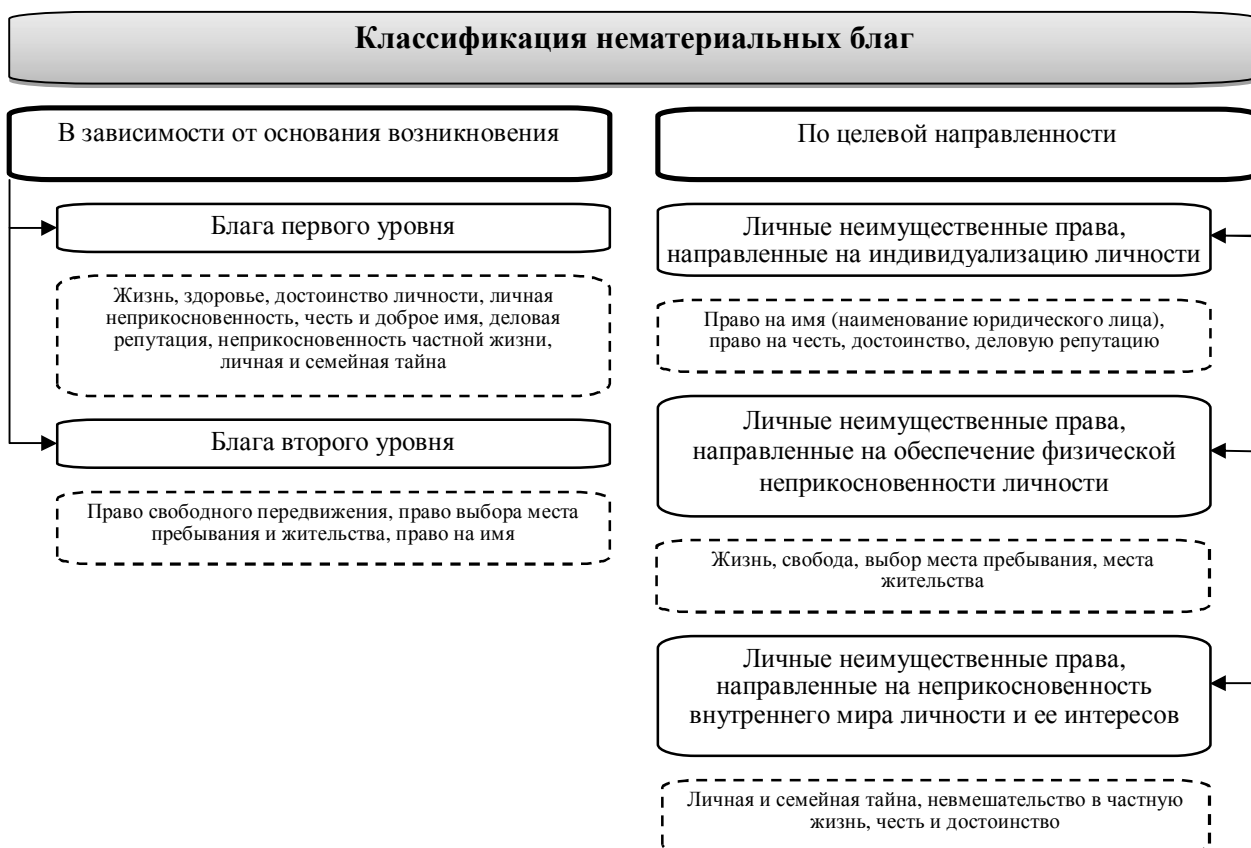 Классификация нематериальных благ
В зависимости от основания возникновения
Блага первого уровня
Жизнь, здоровье, достоинство личности, личная
неприкосновенность, честь и доброе имя, деловая
репутация, неприкосновенность частной жизни,
личная и семейная тайна
Блага второго уровня
Право свободного передвижения, право выбора места
пребывания и жительства, право на имя
По целевой направленности
Личные неимущественные права,
направленные на индивидуализацию личности
Право на имя (наименование юридического лица),
право на честь, достоинство, деловую репутацию
Личные неимущественные права,
направленные на обеспечение физической
неприкосновенности личности
Жизнь, свобода, выбор места пребывания, места
жительства
Личные неимущественные права,
направленные на неприкосновенность
внутреннего мира личности и ее интересов
Личная и семейная тайна, невмешательство в частную
жизнь, честь и достоинство